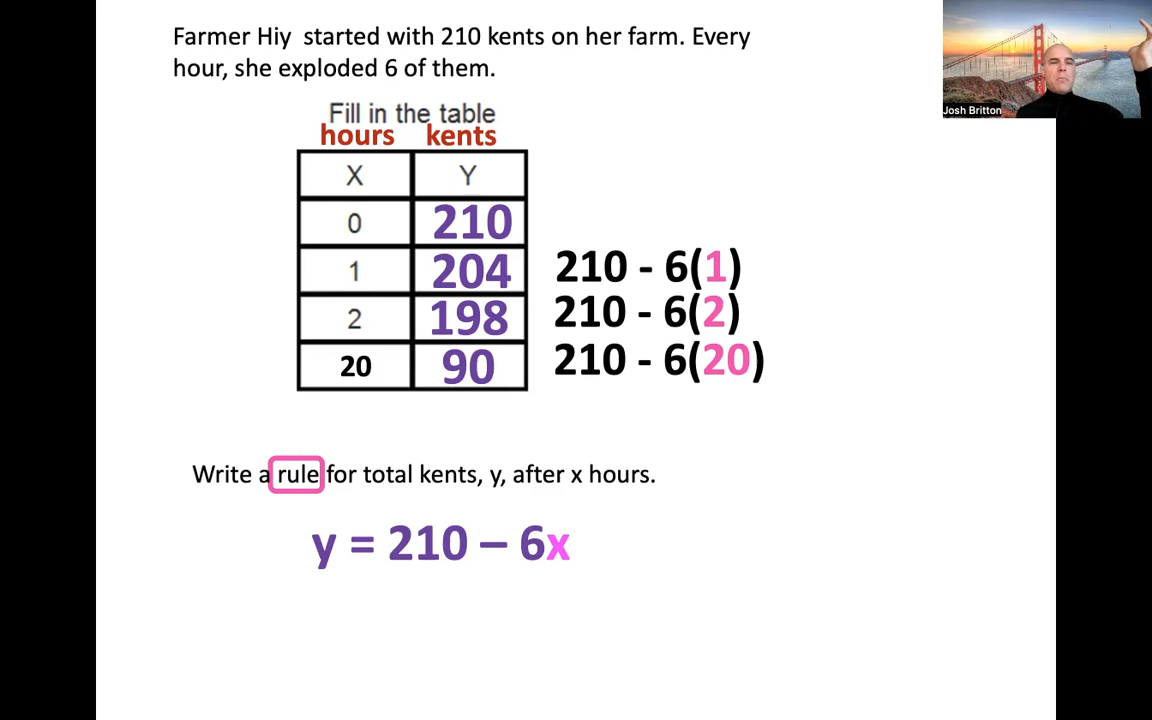 Farmer Hiy started with 210 kents on her farm. Every
hour, she exploded 6 of them.
Josh Britton
Fill in the table
hours kents
X Y
0 210
1 204 210 - 6(1)
2 198 210 - 6(2)
20 90 210 - 6(20)
Write a rule for total kents, y, after x hours.
y = 210 – 6x